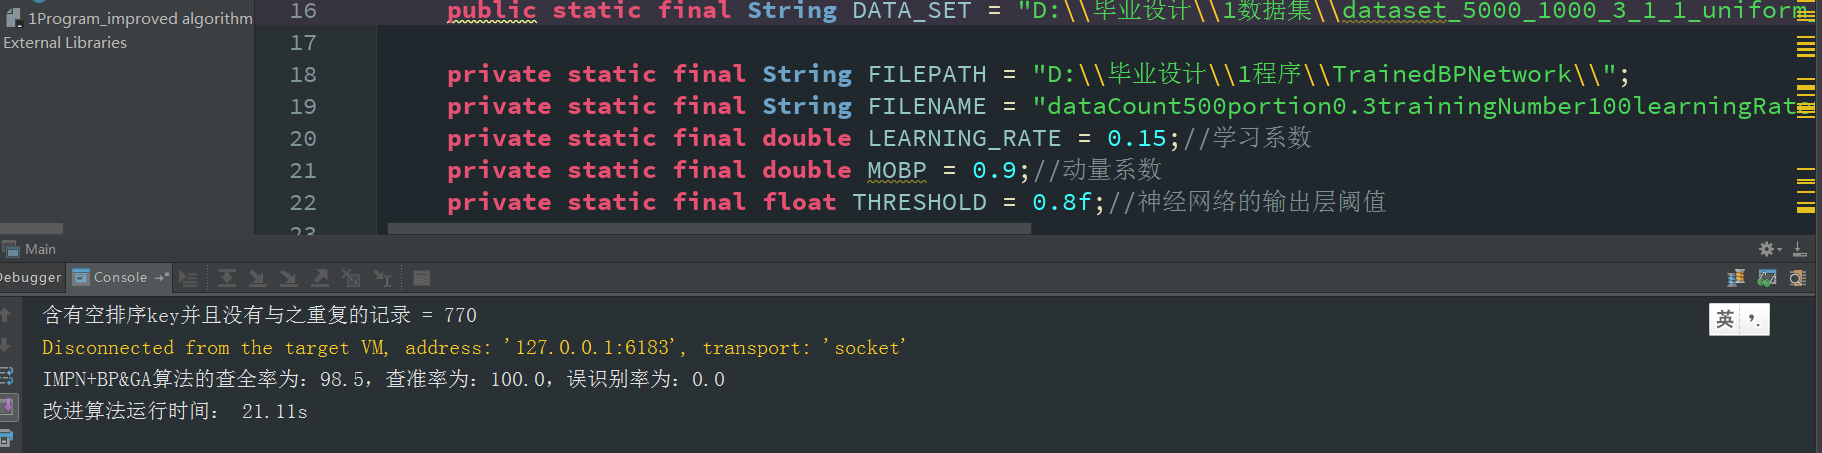 1Program_improved algorithm
External Libraries
16 public static final String DATA_SET = "D:\\毕业设计\\1数据集\\dataset_5000_1000_3_1_1_uniform_
17
18 private static final String FILEPATH = "D:\\毕业设计\\1程序\\TrainedBPNetwork\\";
19 private static final String FILENAME = "dataCount500portion0.3trainingNumber100learningRate
20 private static final double LEARNING_RATE = 0.15;//学习系数
21 private static final double MOBP = 0.9;//动量系数
22 private static final float THRESHOLD = 0.8f;//神经网络的输出层阈值
23
Main
Debugger Console
含有空排序key并且没有与之重复的记录 = 770
英 ,.
Disconnected from the target VM, address: '127.0.0.1:6183', transport: 'socket'
IMPN+BP&GA算法的查全率为: 98.5, 查准率为: 100.0, 误识别率为: 0.0
改进算法运行时间: 21.11s